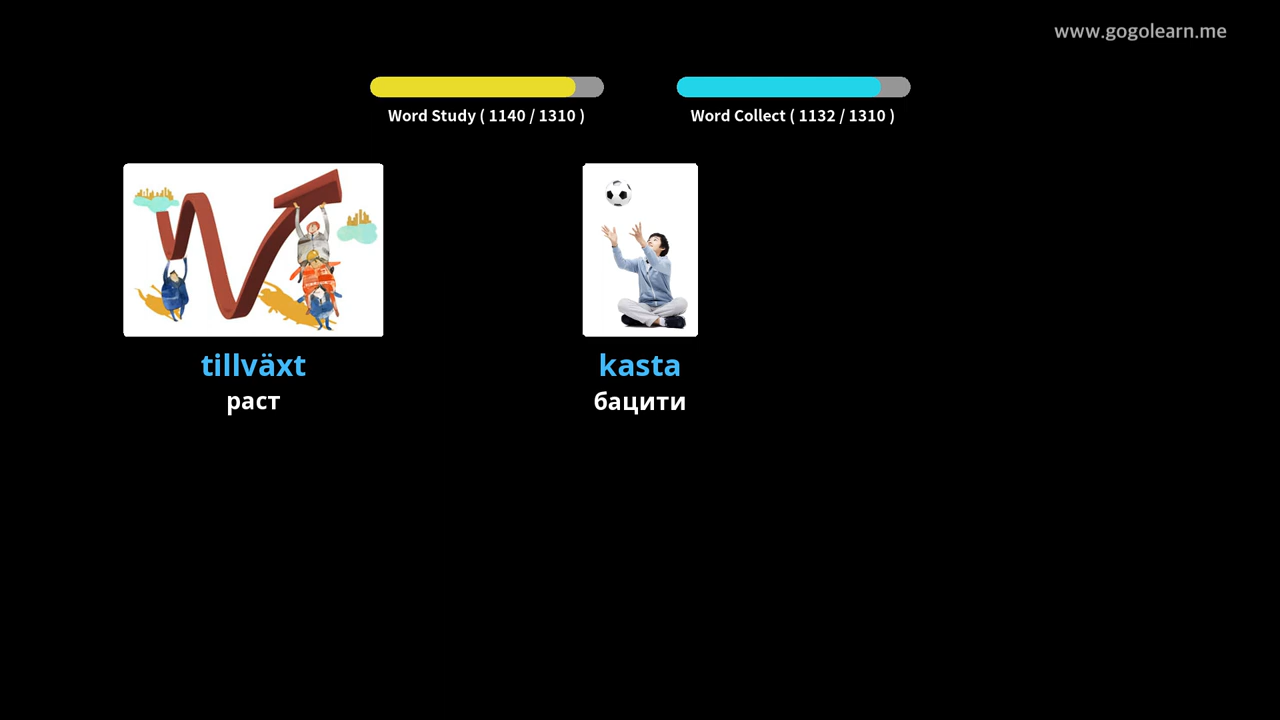 www.gogolearn.me
Word Study ( 1140 / 1310 )
Word Collect ( 1132 / 1310 )
tillväxt
раст
kasta
бацити